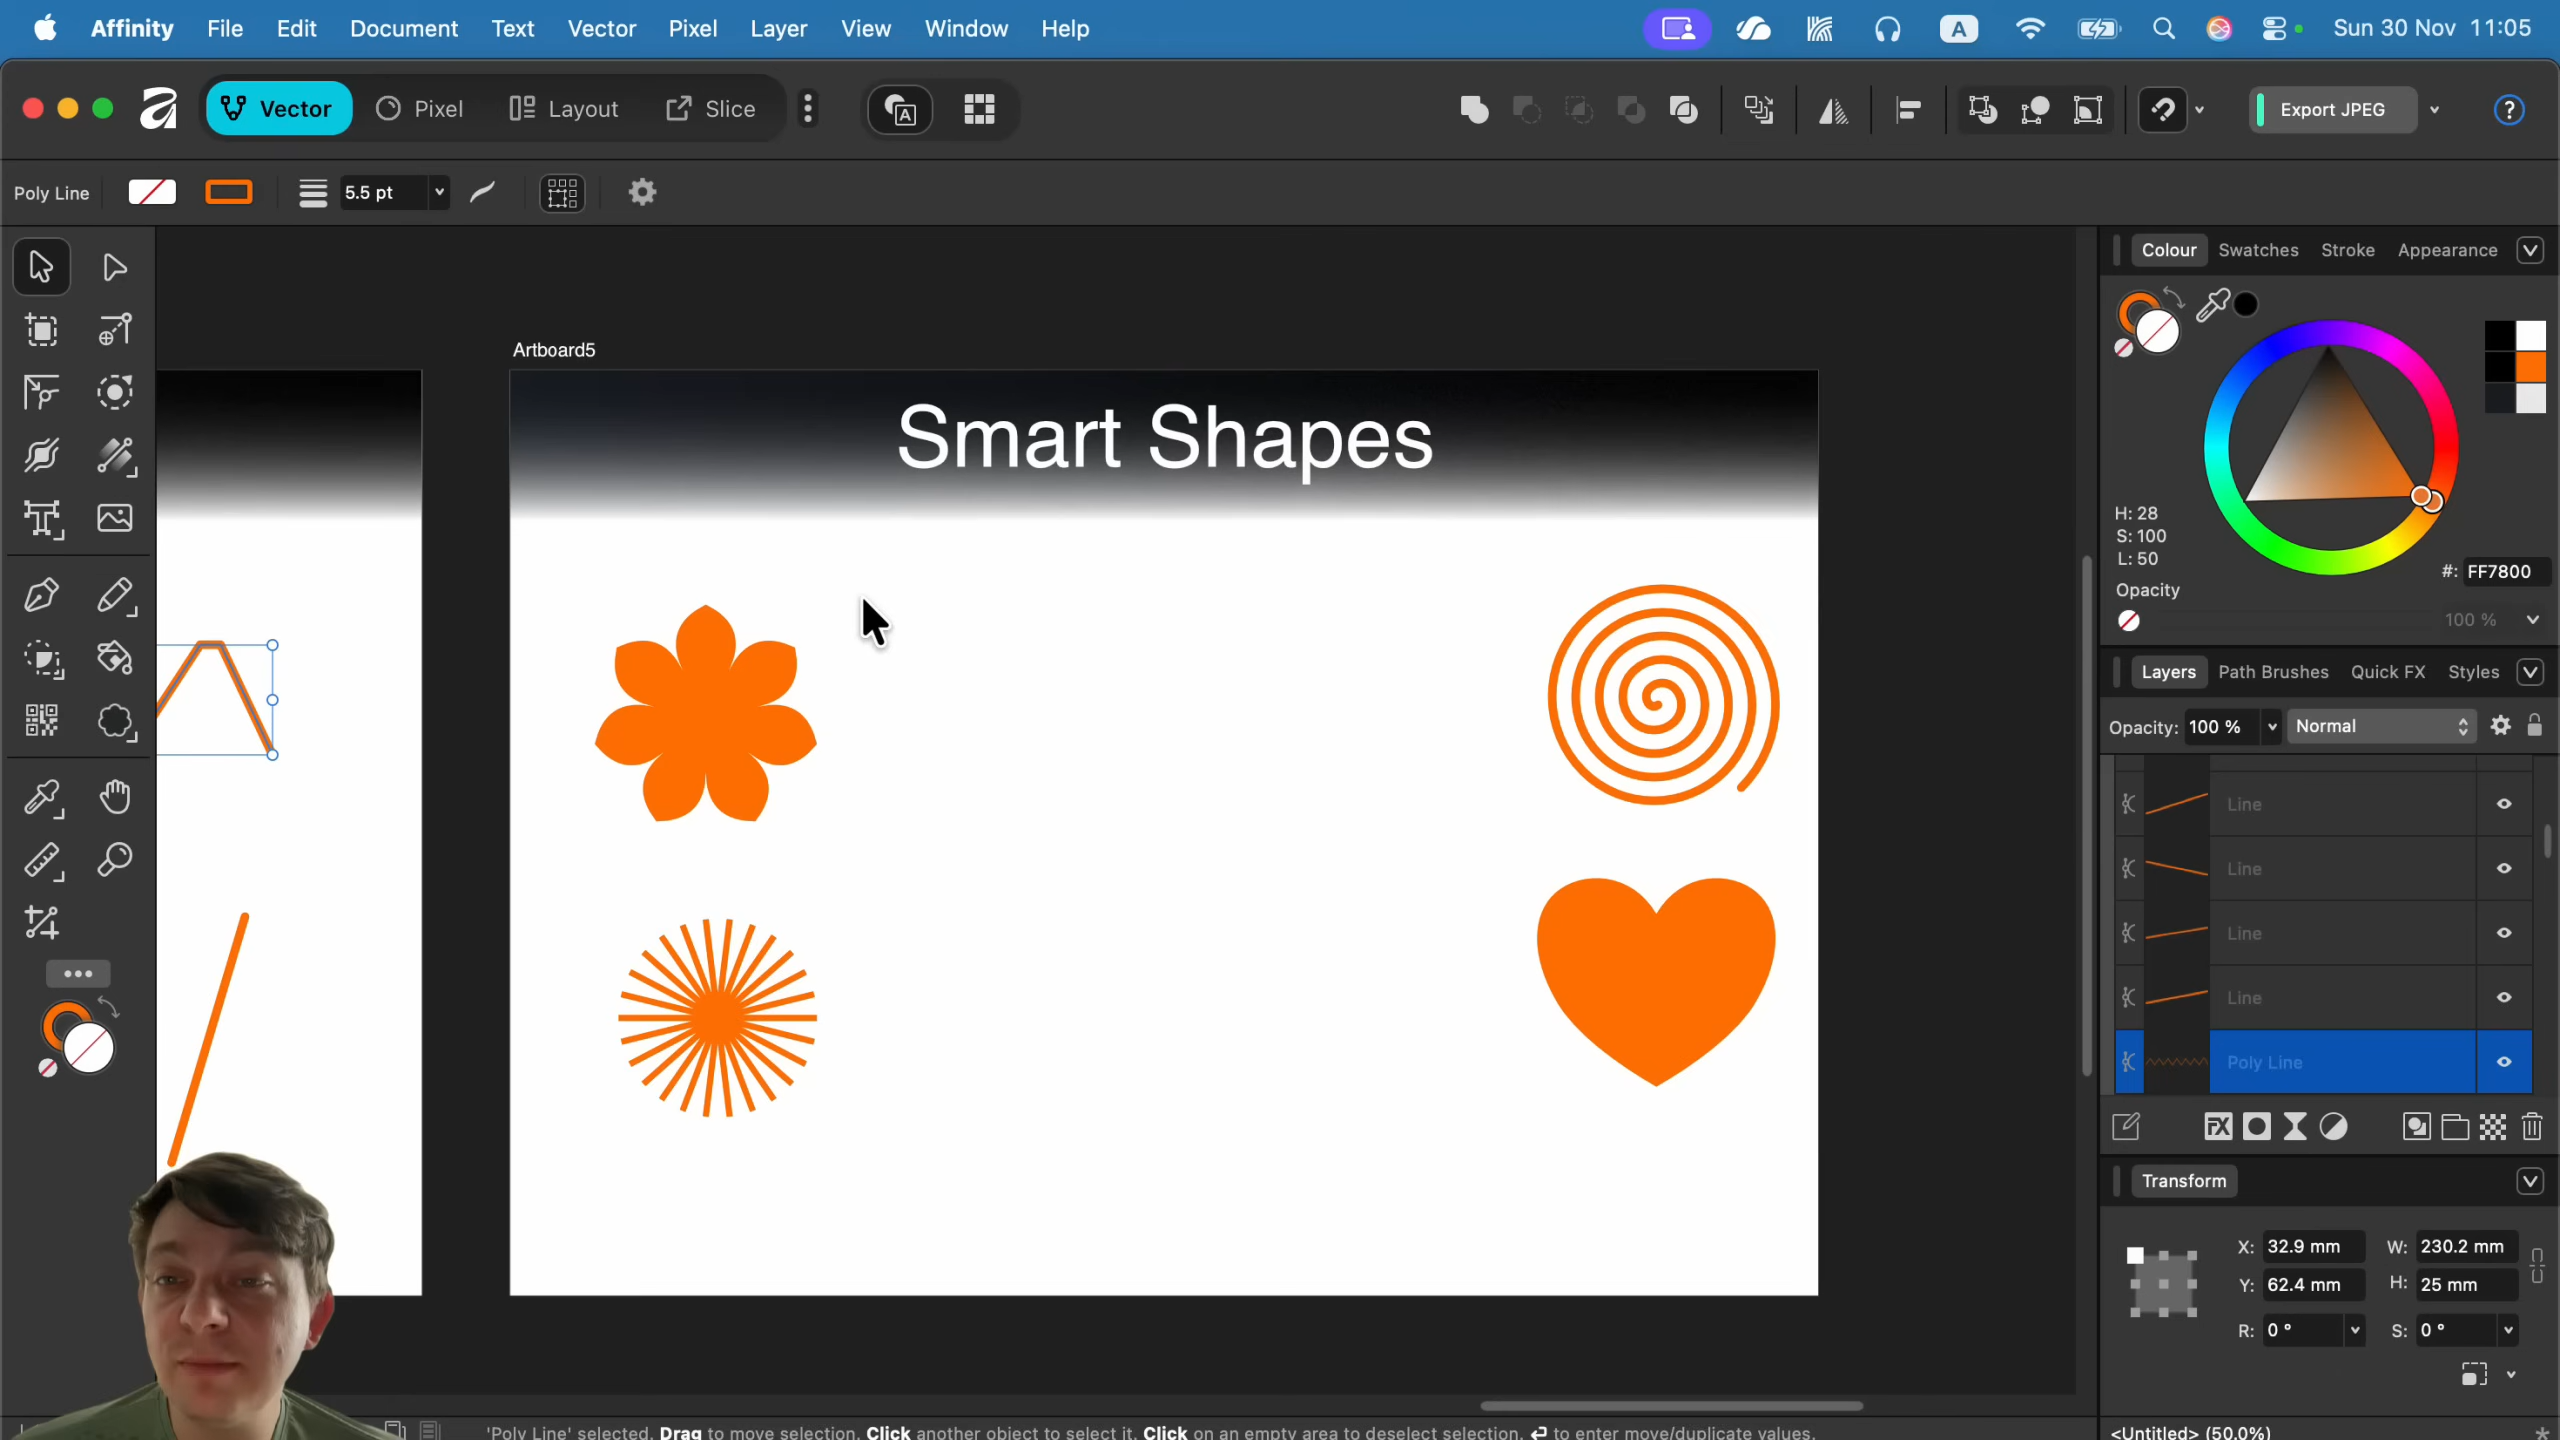 Affinity File Edit Document Text Vector Pixel Layer View Window Help A Sun 30 Nov 11:05
Vector Pixel Layout Slice A Export JPEG ?
Poly Line 5.5 pt
Colour Swatches Stroke Appearance
Artboard5
Smart Shapes
H: 28
S: 100
L: 50
#: FF7800
Opacity
100 %
Layers Path Brushes Quick FX Styles
Opacity: 100 % Normal
Line
Line
Line
Line
Poly Line
FX
Transform
X: 32.9 mm W: 230.2 mm
Y: 62.4 mm H: 25 mm
R: 0 ° S: 0 °
'Poly Line' selected. Drag to move selection. Click another object to select it. Click on an empty area to deselect selection. ↵ to enter move/duplicate values.
<Untitled> (50.0%)